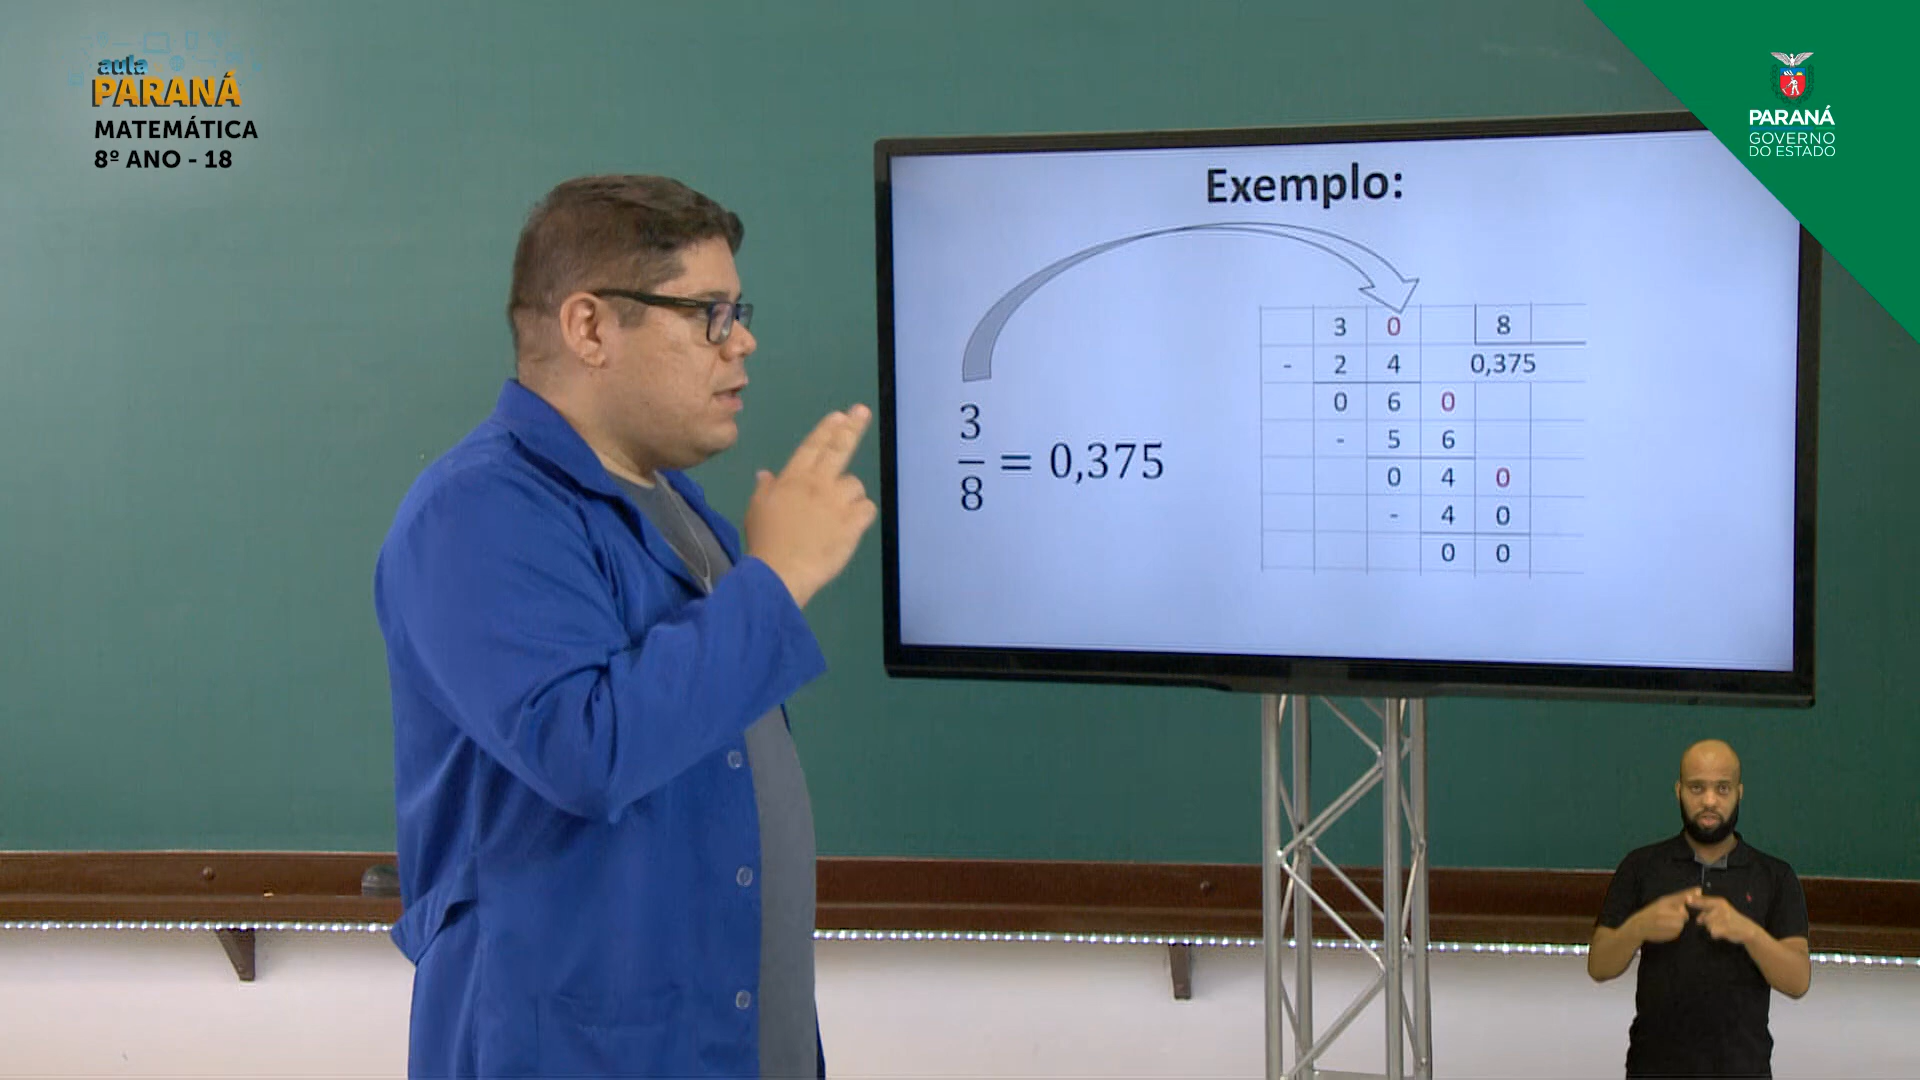 aula
PARANÁ
MATEMÁTICA
8º ANO - 18
PARANÁ
GOVERNO
DO ESTADO
Exemplo:
3/8 = 0,375
3 0 8
- 2 4 0,375
0 6 0
- 5 6
0 4 0
- 4 0
0 0